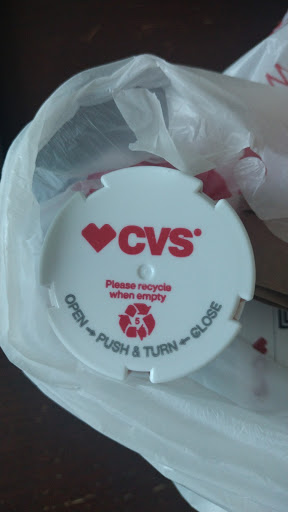 CVS
Please recycle
when empty
5
OPEN → PUSH & TURN ← CLOSE